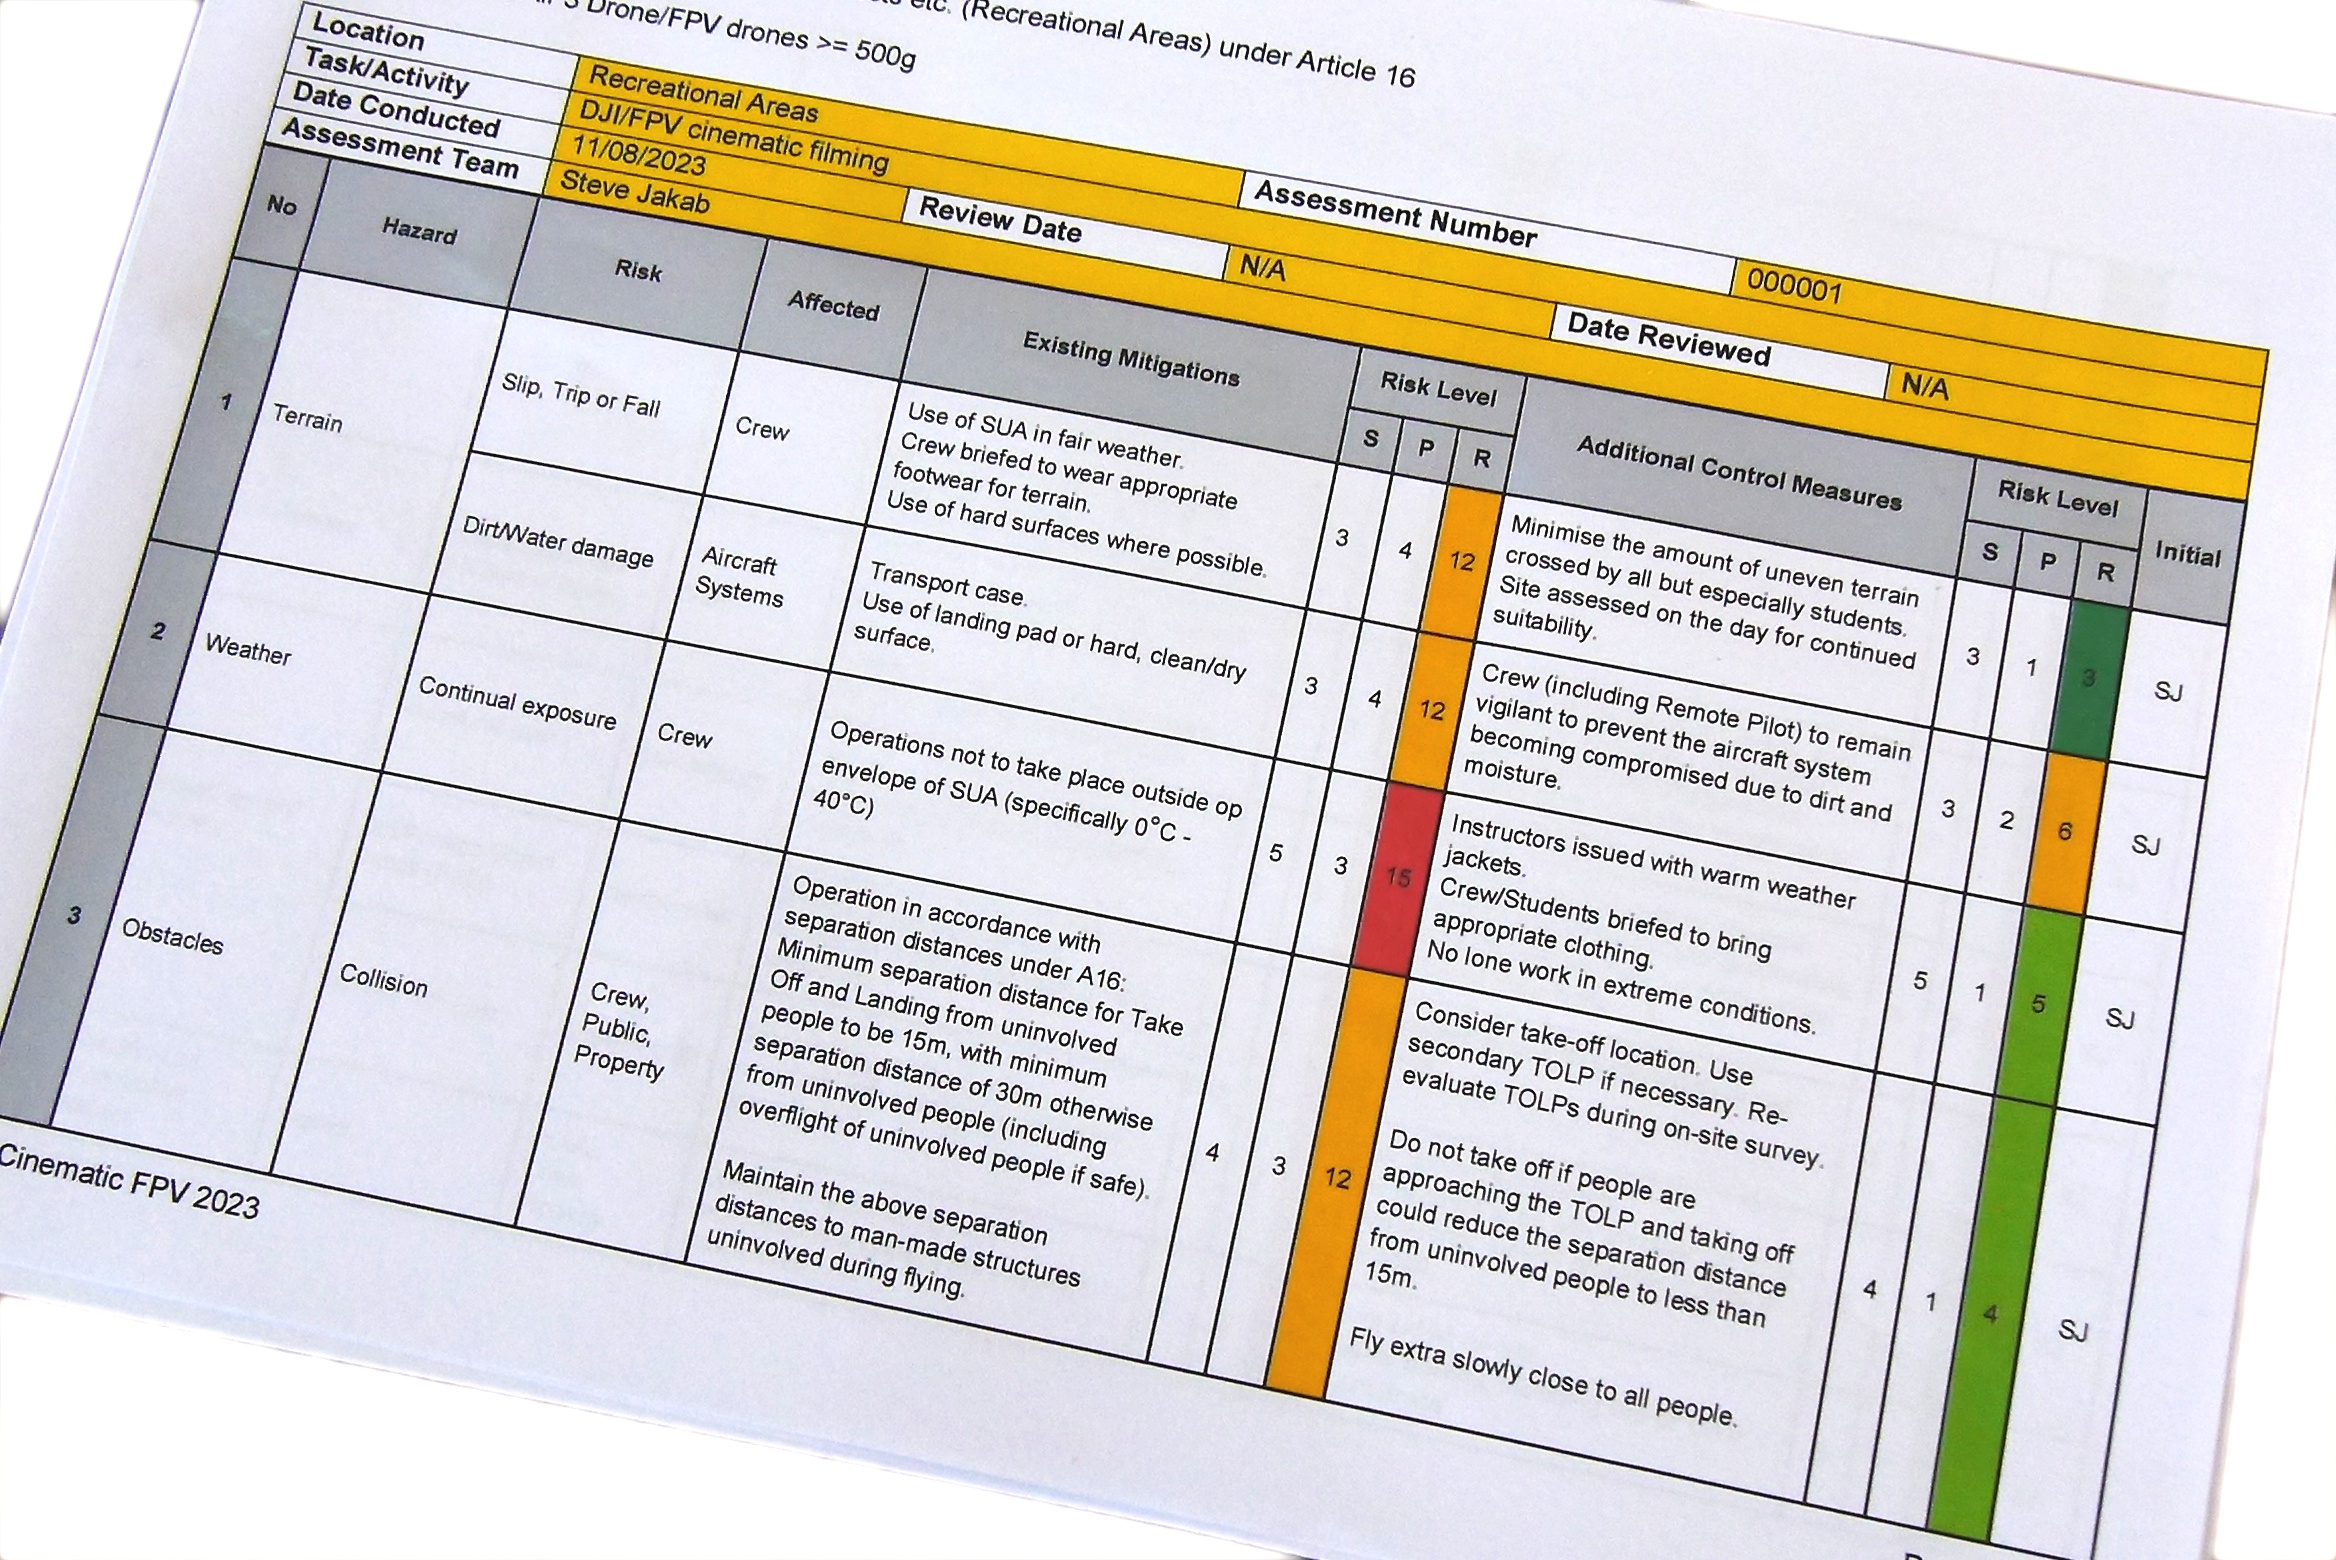 etc. (Recreational Areas) under Article 16
3 Drone/FPV drones >= 500g
Location
Recreational Areas
Assessment Number
000001
Task/Activity
DJI/FPV cinematic filming
Date Conducted
11/08/2023
Review Date
N/A
Date Reviewed
N/A
Assessment Team
Steve Jakab
No
Hazard
Risk
Affected
Existing Mitigations
Risk Level
S P R
Additional Control Measures
Risk Level
S P R
Initial
1
Terrain
Slip, Trip or Fall
Crew
Use of SUA in fair weather.
Crew briefed to wear appropriate
footwear for terrain.
Use of hard surfaces where possible.
3 4 12
Minimise the amount of uneven terrain
crossed by all but especially students.
Site assessed on the day for continued
suitability.
3 1 3
SJ
Dirt/Water damage
Aircraft
Systems
Transport case.
Use of landing pad or hard, clean/dry
surface.
3 4 12
Crew (including Remote Pilot) to remain
vigilant to prevent the aircraft system
becoming compromised due to dirt and
moisture.
3 2 6
SJ
2
Weather
Continual exposure
Crew
Operations not to take place outside op
envelope of SUA (specifically 0°C -
40°C)
5 3 15
Instructors issued with warm weather
jackets.
Crew/Students briefed to bring
appropriate clothing.
No lone work in extreme conditions.
5 1 5
SJ
3
Obstacles
Collision
Crew,
Public,
Property
Operation in accordance with
separation distances under A16:
Minimum separation distance for Take
Off and Landing from uninvolved
people to be 15m, with minimum
separation distance of 30m otherwise
from uninvolved people (including
overflight of uninvolved people if safe).
Maintain the above separation
distances to man-made structures
uninvolved during flying.
4 3 12
Consider take-off location. Use
secondary TOLP if necessary. Re-
evaluate TOLPs during on-site survey.
Do not take off if people are
approaching the TOLP and taking off
could reduce the separation distance
from uninvolved people to less than
15m.
Fly extra slowly close to all people.
4 1 4
SJ
Cinematic FPV 2023